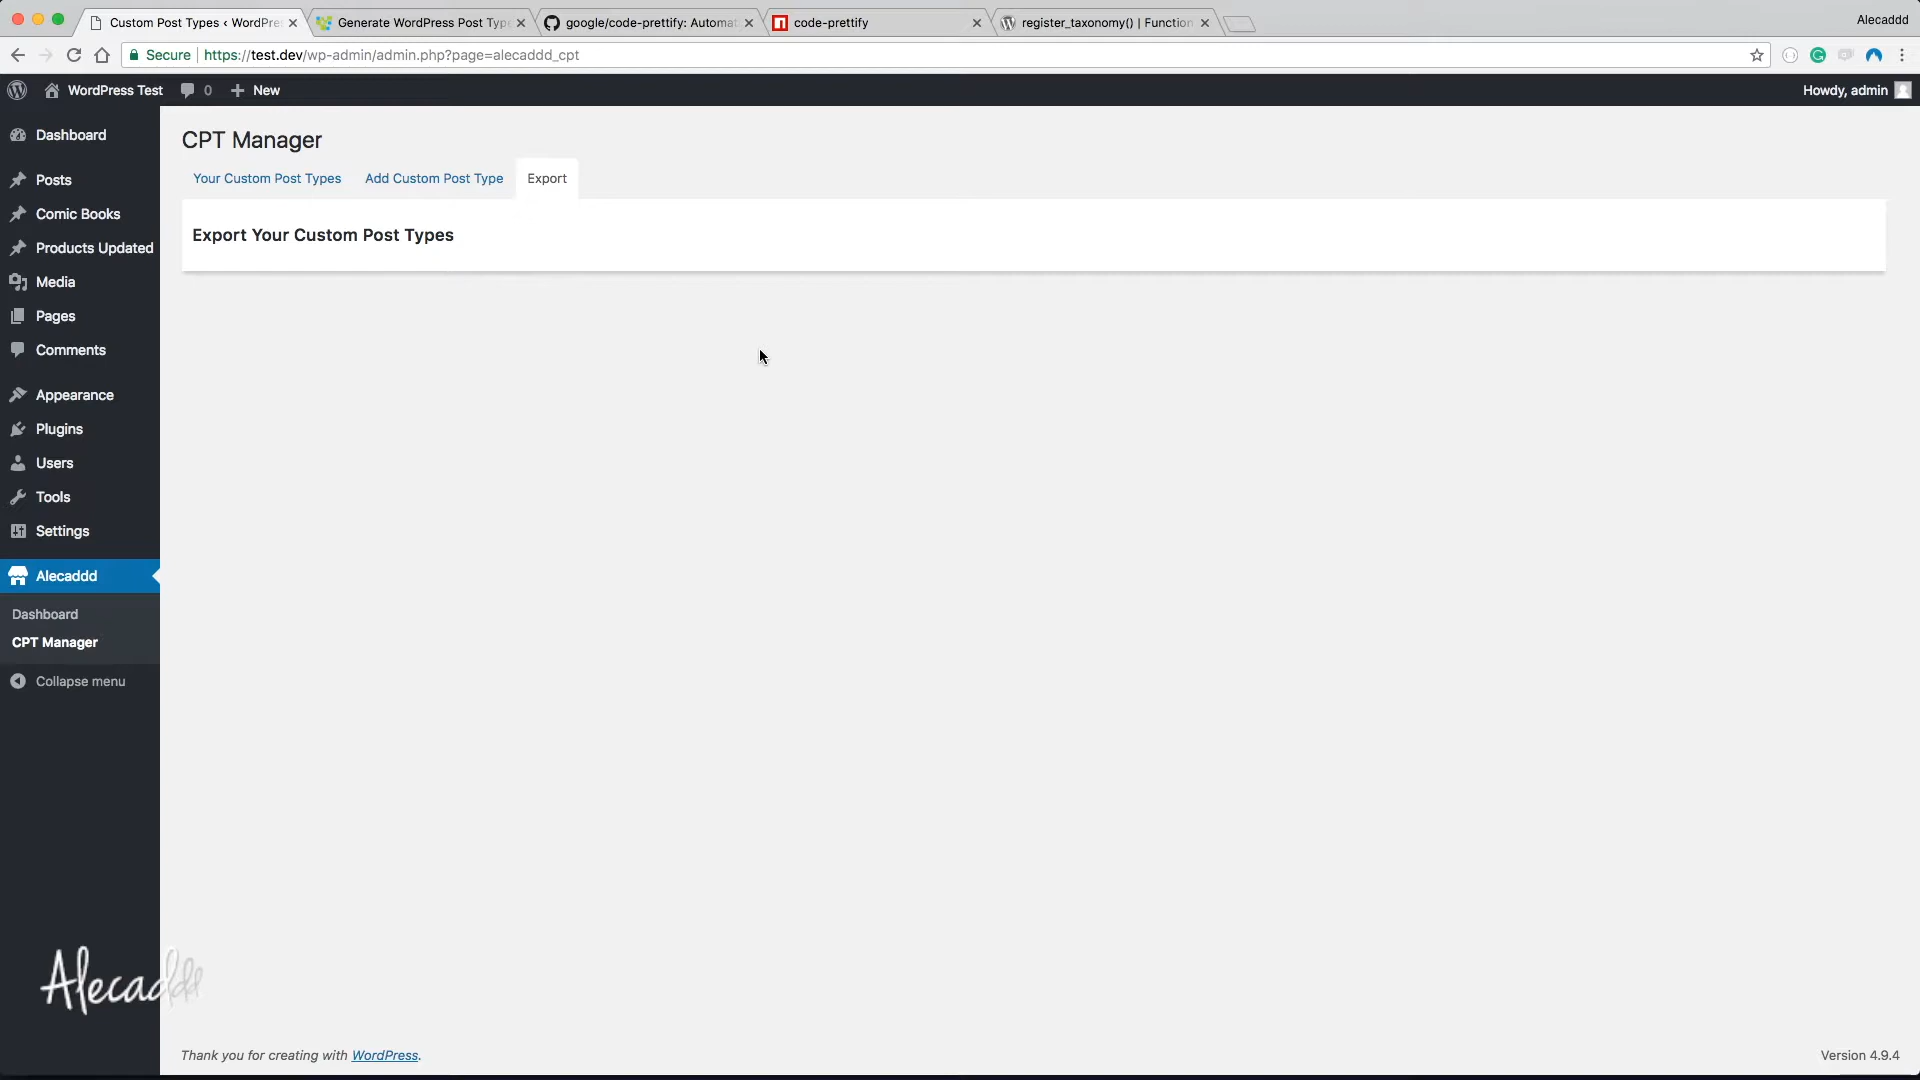 Custom Post Types ‹ WordPre
Generate WordPress Post Type
google/code-prettify: Automat
code-prettify
register_taxonomy() | Function
Alecaddd
Secure
https://test.dev/wp-admin/admin.php?page=alecaddd_cpt
WordPress Test
0
New
Howdy, admin
Dashboard
Posts
Comic Books
Products Updated
Media
Pages
Comments
Appearance
Plugins
Users
Tools
Settings
Alecaddd
Dashboard
CPT Manager
Collapse menu
CPT Manager
Your Custom Post Types
Add Custom Post Type
Export
Export Your Custom Post Types
Alecaddd
Thank you for creating with WordPress.
Version 4.9.4